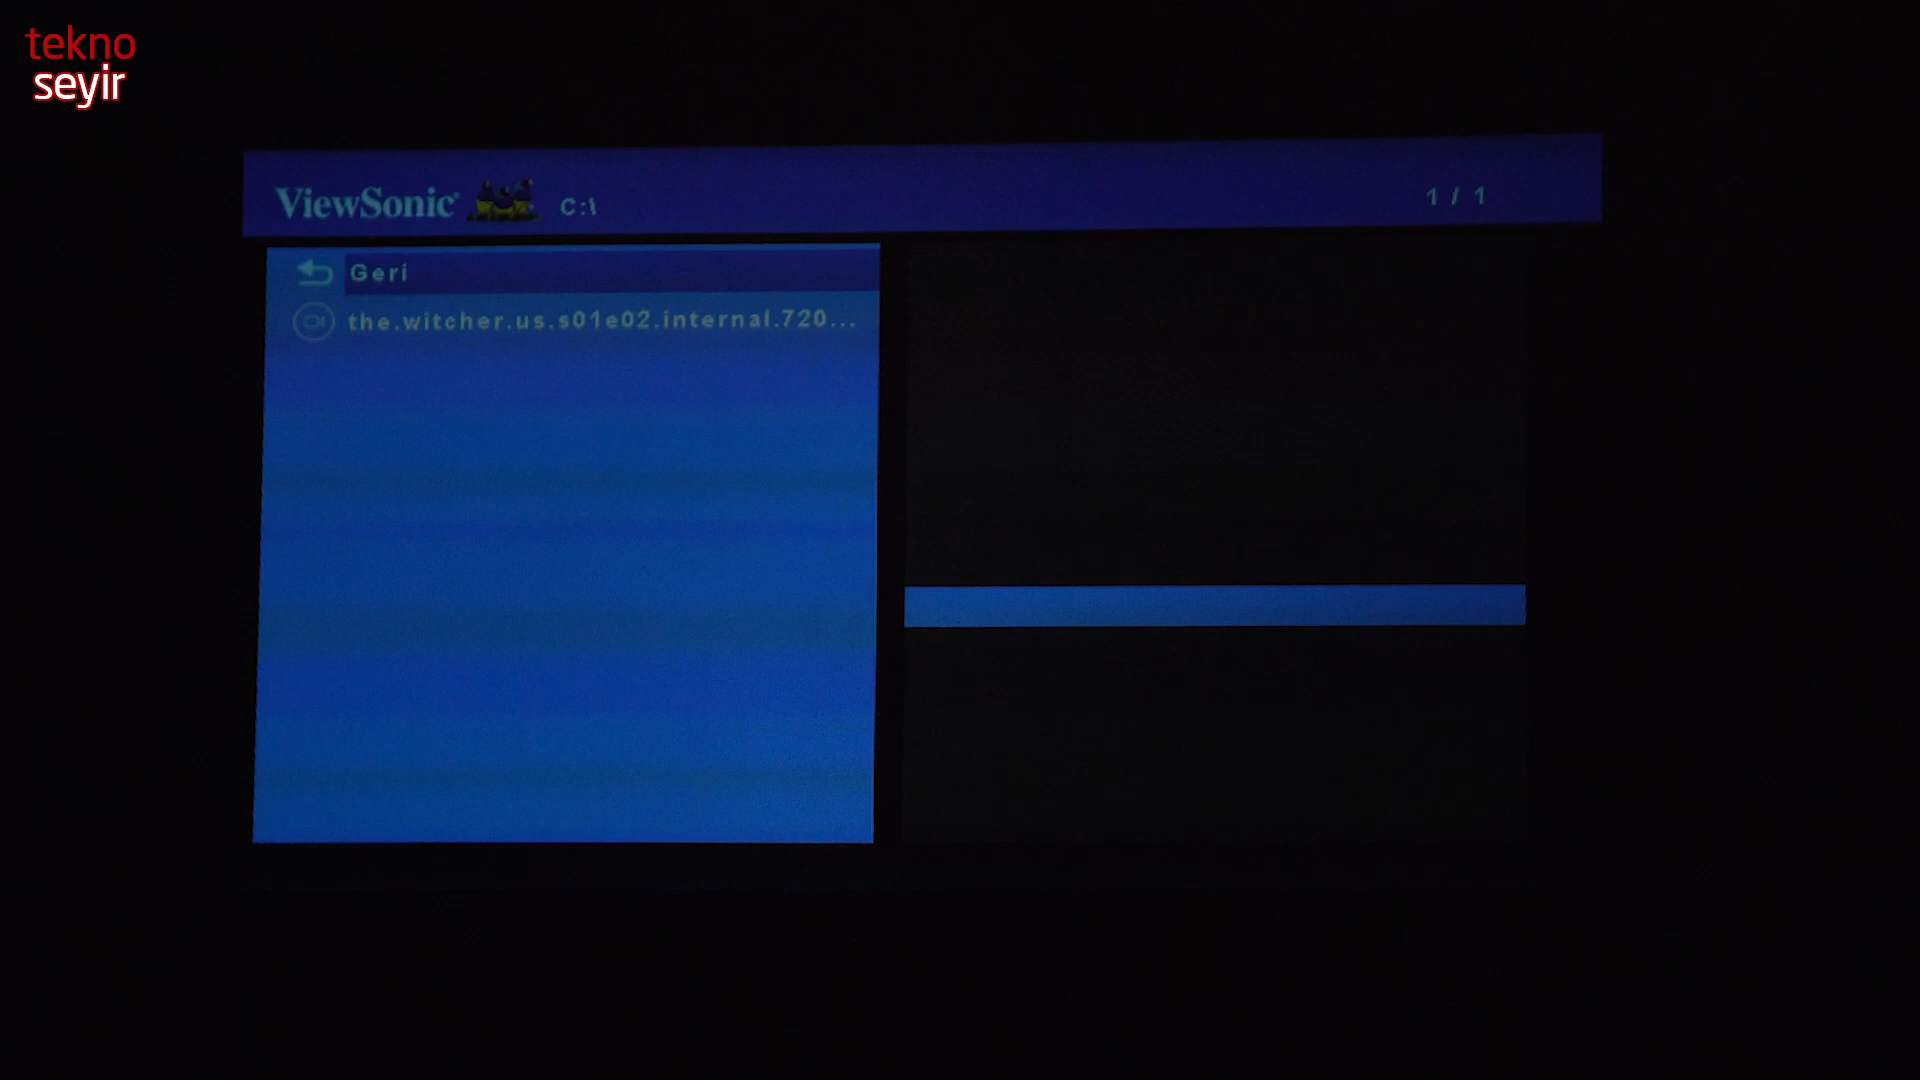 tekno
seyir
ViewSonic C:\ 1 / 1
Geri
the.witcher.us.s01e02.internal.720...